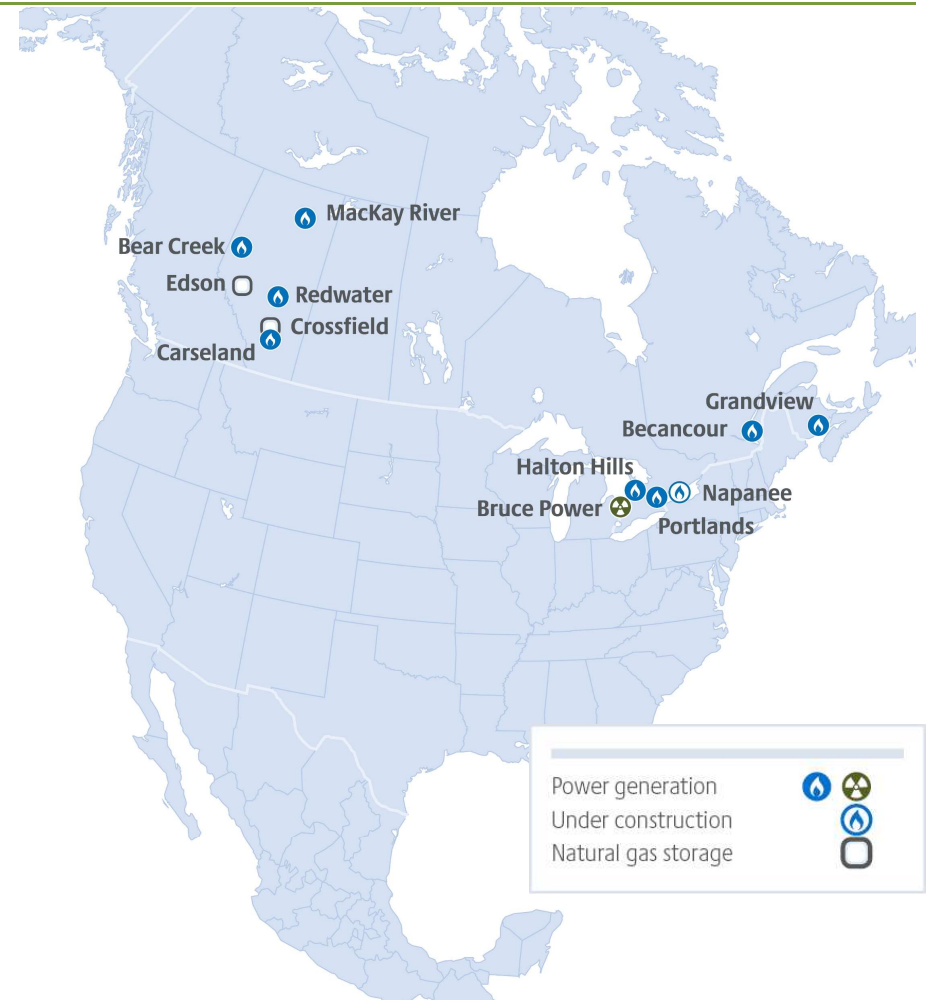 MacKay River
Bear Creek
Edson
Redwater
Crossfield
Carseland
Grandview
Becancour
Halton Hills
Napanee
Bruce Power
Portlands
Power generation
Under construction
Natural gas storage